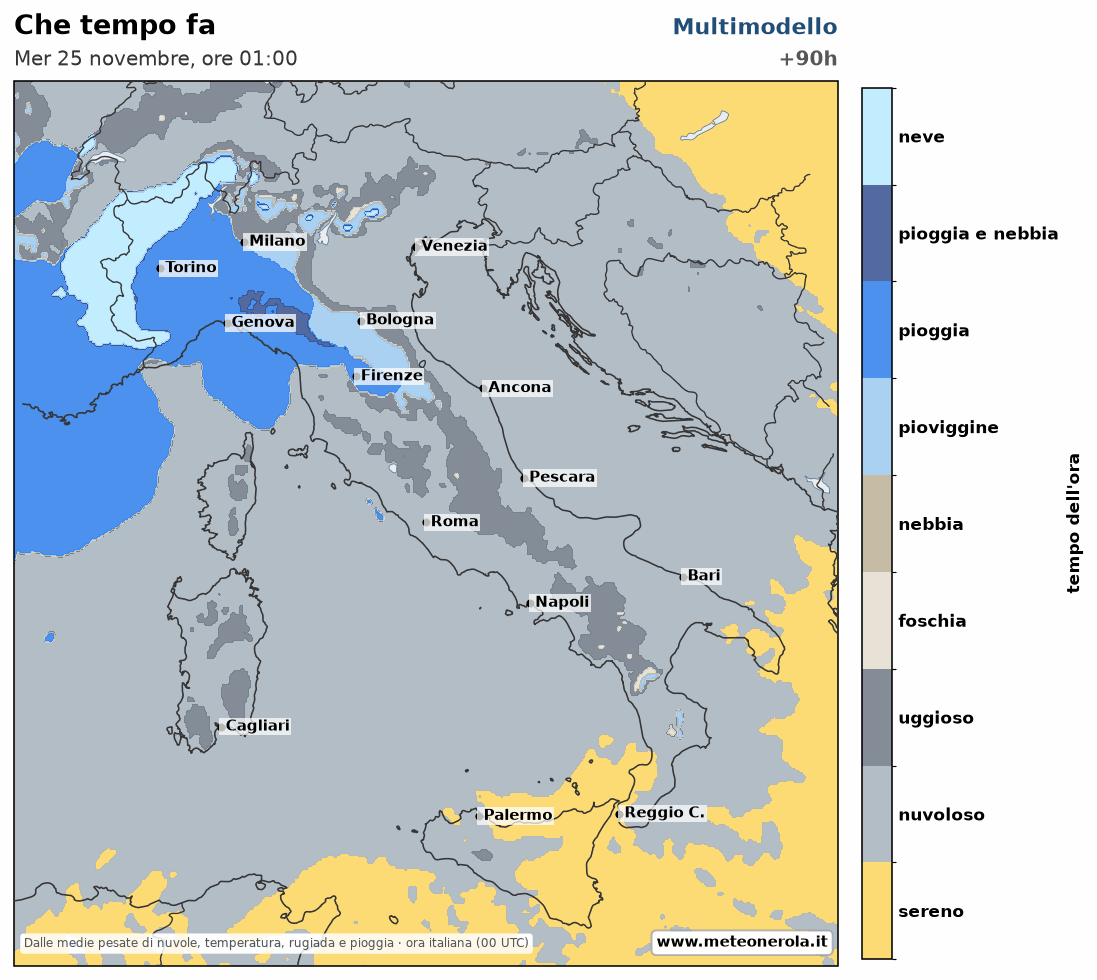 Che tempo fa
Multimodello
Mer 25 novembre, ore 01:00
+90h
Milano
Venezia
Torino
Genova
Bologna
Firenze
Ancona
Pescara
Roma
Bari
Napoli
Cagliari
Palermo
Reggio C.
Dalle medie pesate di nuvole, temperatura, rugiada e pioggia · ora italiana (00 UTC)
www.meteonerola.it
neve
pioggia e nebbia
pioggia
pioviggine
nebbia
foschia
uggioso
nuvoloso
sereno
tempo dell'ora